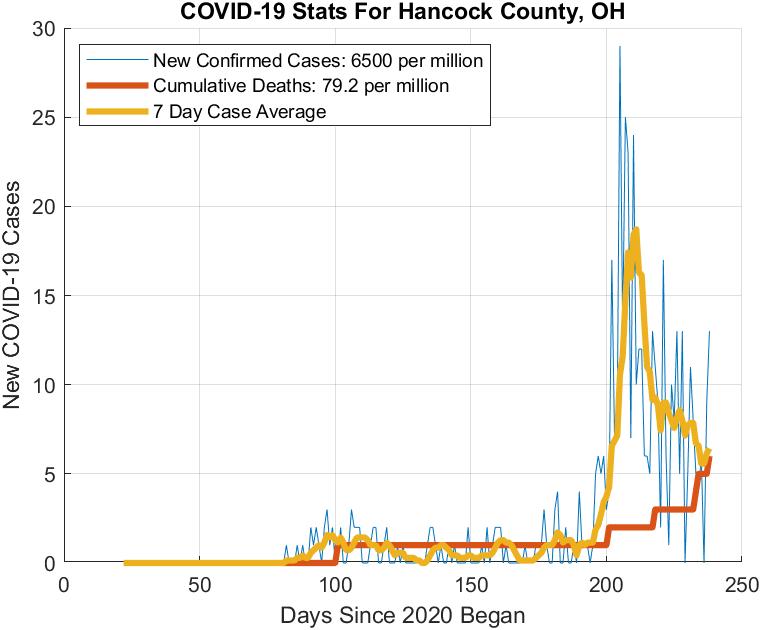 COVID-19 Stats For Hancock County, OH
30
25
20
15
10
5
0
New COVID-19 Cases
New Confirmed Cases: 6500 per million
Cumulative Deaths: 79.2 per million
7 Day Case Average
0 50 100 150 200 250
Days Since 2020 Began